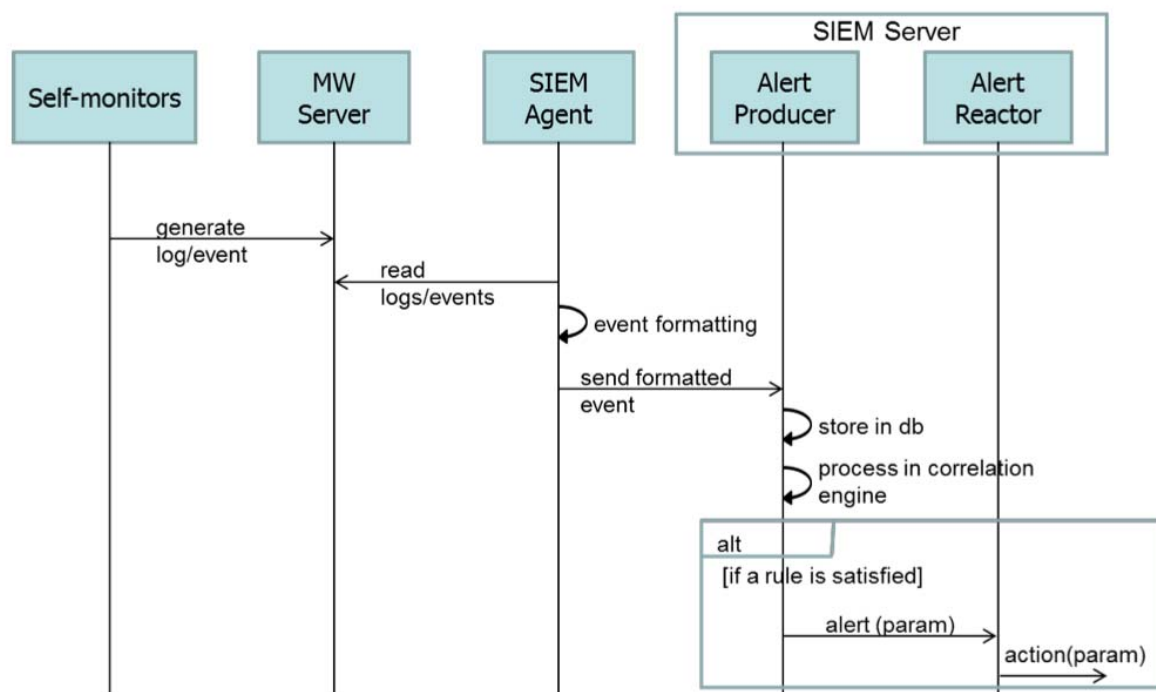 SIEM Server
Self-monitors
MW
Server
SIEM
Agent
Alert
Producer
Alert
Reactor
generate
log/event
read
logs/events
event formatting
send formatted
event
store in db
process in correlation
engine
alt
[if a rule is satisfied]
alert (param)
action(param)